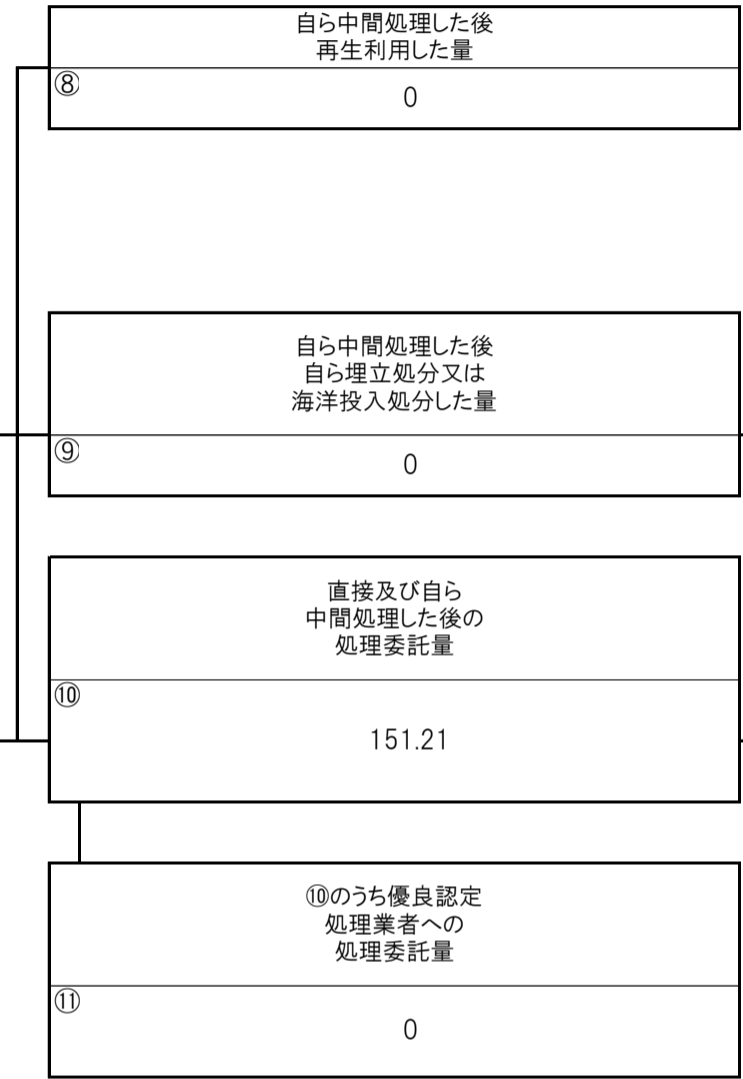 自ら中間処理した後
再生利用した量
⑧
0
自ら中間処理した後
自ら埋立処分又は
海洋投入処分した量
⑨
0
直接及び自ら
中間処理した後の
処理委託量
⑩
151.21
⑩のうち優良認定
処理業者への
処理委託量
⑪
0